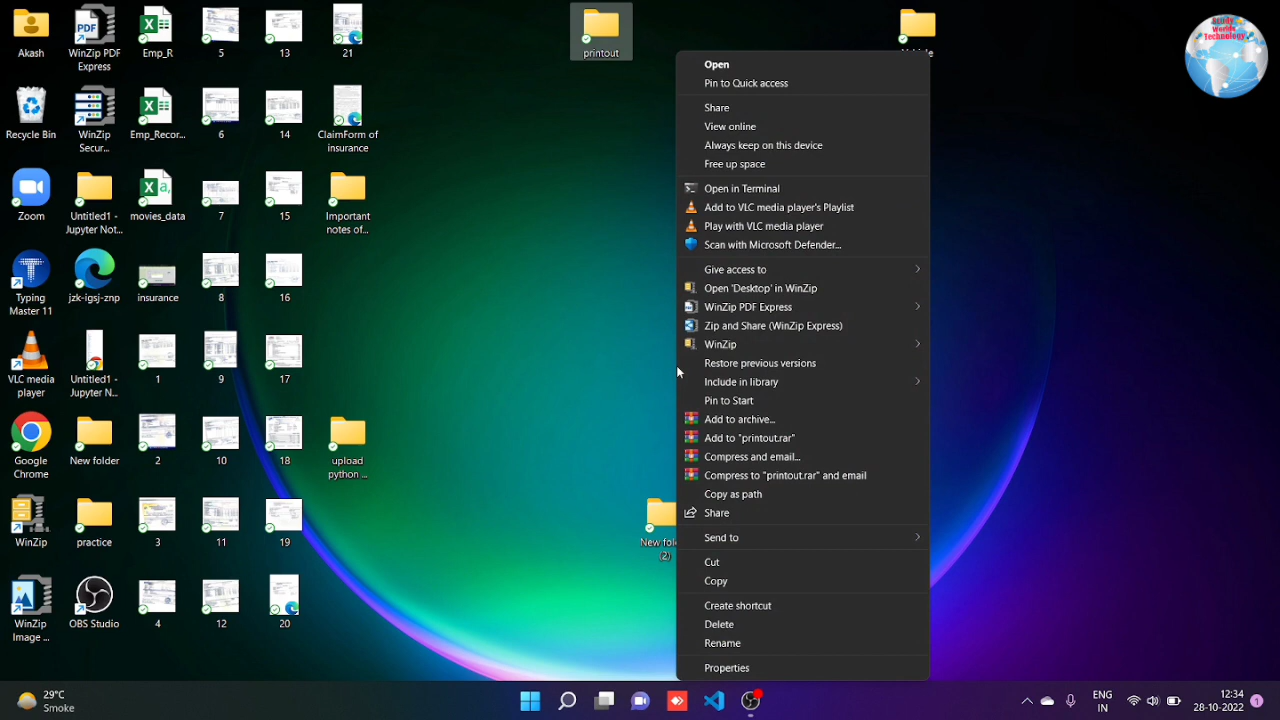 Akash
WinZip PDF
Express
Emp_R
5
13
21
printout
Study
Worlds
Technology
Recycle Bin
WinZip
Secur...
Emp_Recor...
6
14
ClaimForm of
insurance
Zoom
Untitled1 -
Jupyter Not...
movies_data
7
15
Important
notes of...
Typing
Master 11
jzk-igsj-znp
insurance
8
16
VLC media
player
Untitled1 -
Jupyter N...
1
9
17
Google
Chrome
New folder
2
10
18
upload
python ...
WinZip
practice
3
11
19
New fol
(2)
WinZip
Image ...
OBS Studio
4
12
20
Open
Pin to Quick access
View online
Always keep on this device
Free up space
Terminal
Add to VLC media player's Playlist
Play with VLC media player
Scan with Microsoft Defender...
access to
Open 'Desktop' in WinZip
WinZip PDF Express
Zip and Share (WinZip Express)
WinZip
Restore previous versions
Include in library
Pin to Start
Add to archive...
Add to "printout.rar"
Compress and email...
Compress to "printout.rar" and email
Copy as path
Share
Send to
Cut
Create shortcut
Delete
Rename
Properties
29°C
Smoke
ENG
IN
12:34
28-10-2022
1